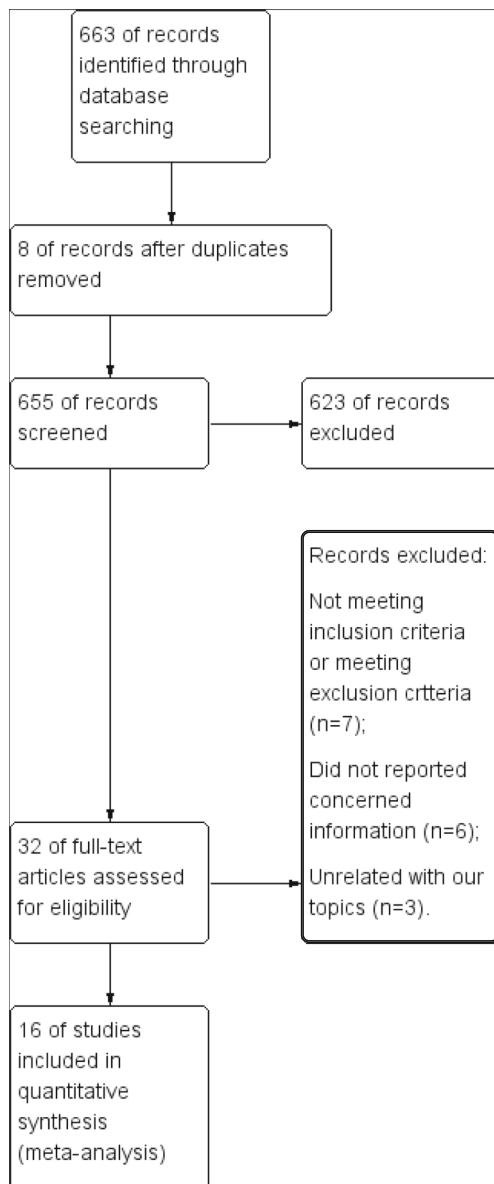 663 of records
identified through
database
searching
8 of records after duplicates
removed
655 of records
screened
623 of records
excluded
Records excluded:
Not meeting
inclusion criteria
or meeting
exclusion crtteria
(n=7);
Did not reported
concerned
information (n=6);
Unrelated with our
topics (n=3).
32 of full-text
articles assessed
for eligibility
16 of studies
included in
quantitative
synthesis
(meta-analysis)